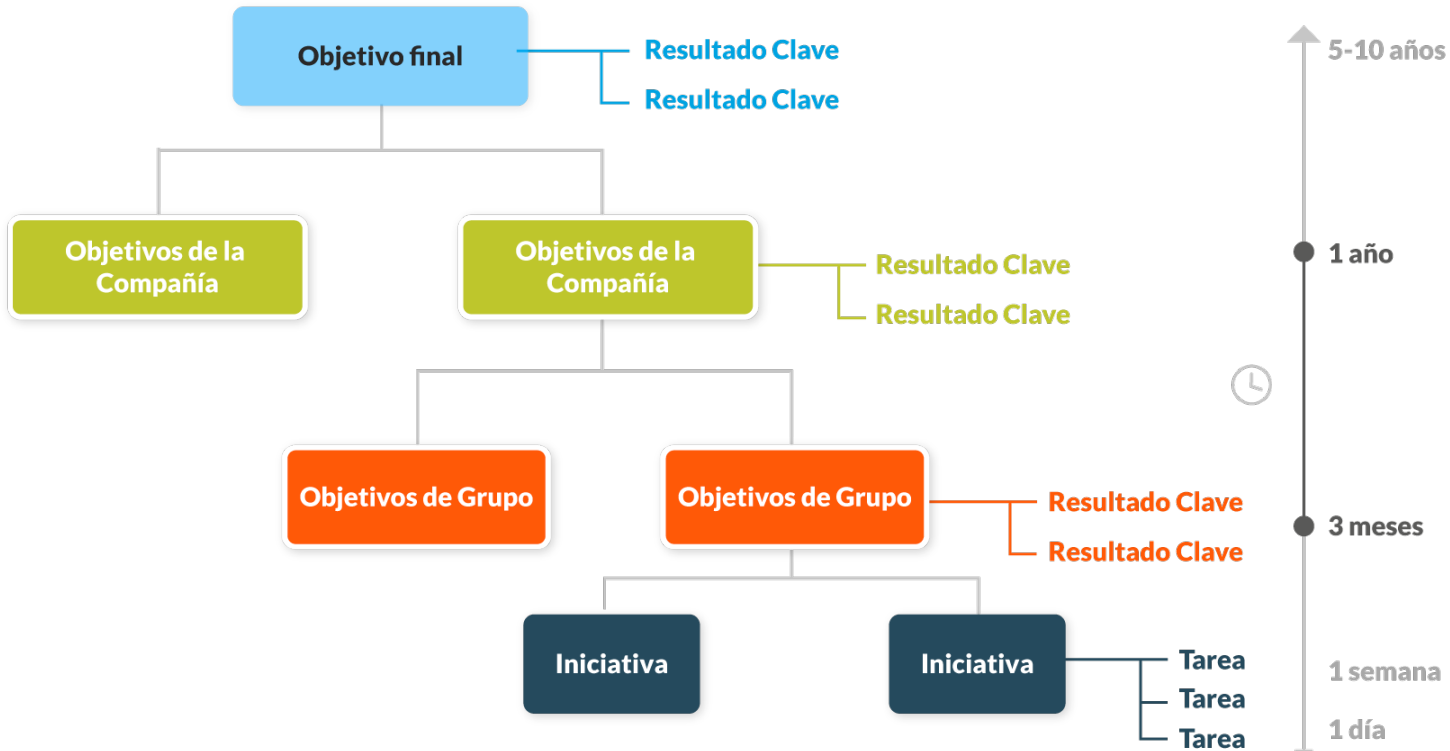 Objetivo final
Resultado Clave
Resultado Clave
5-10 años
Objetivos de la
Compañía
Objetivos de la
Compañía
Resultado Clave
Resultado Clave
1 año
Objetivos de Grupo
Objetivos de Grupo
Resultado Clave
Resultado Clave
3 meses
Iniciativa
Iniciativa
Tarea
Tarea
Tarea
1 semana
1 día